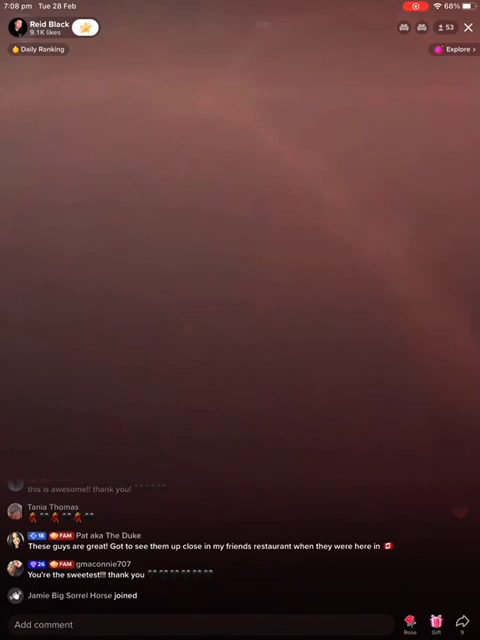 7:08 pm Tue 28 Feb
68%
Reid Black
9.1K likes
53
Daily Ranking
Explore >
this is awesome!! thank you!
Tania Thomas
18 FAM Pat aka The Duke
These guys are great! Got to see them up close in my friends restaurant when they were here in 🇨🇦
26 FAM gmaconnie707
You're the sweetest!!! thank you
Jamie Big Sorrel Horse joined
Add comment
Rose
Gift
9